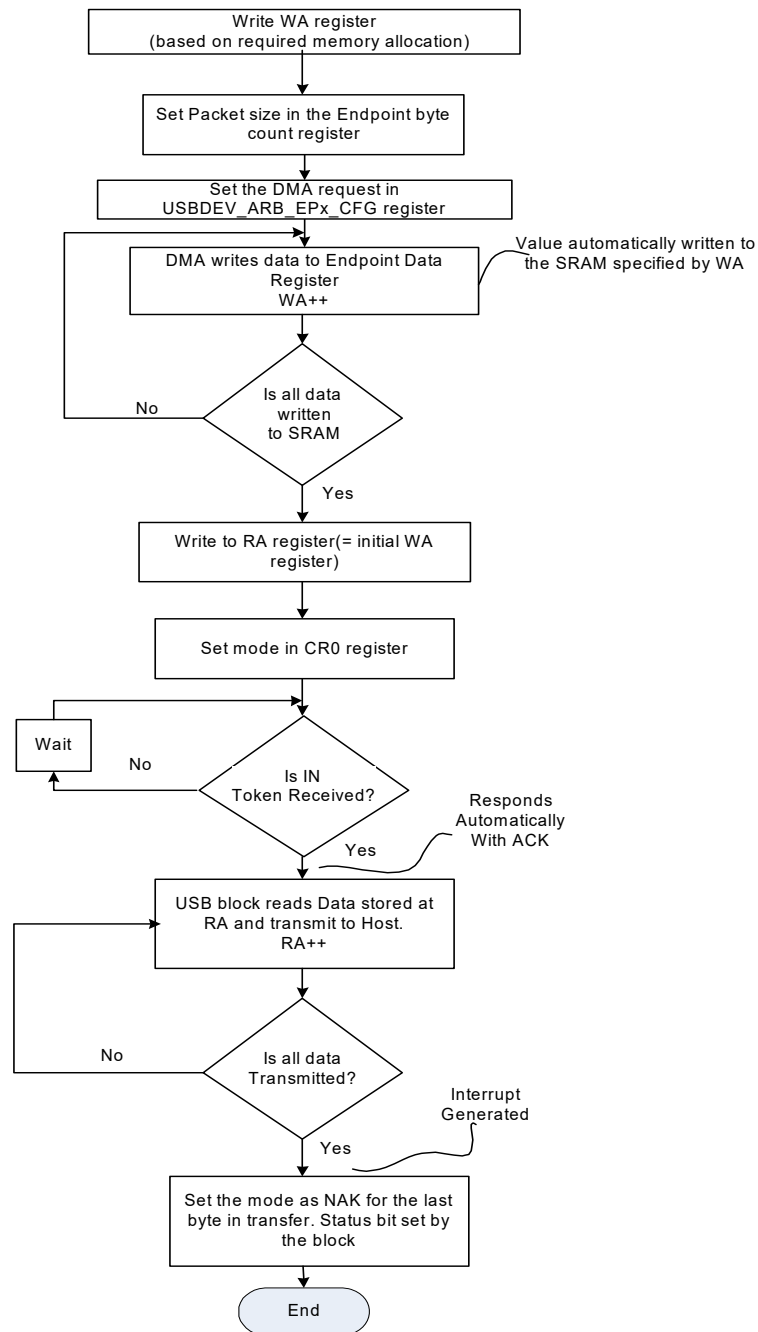 Write WA register
(based on required memory allocation)
Set Packet size in the Endpoint byte
count register
Set the DMA request in
USBDEV_ARB_EPx_CFG register
DMA writes data to Endpoint Data
Register
WA++
Value automatically written to
the SRAM specified by WA
Is all data
written
to SRAM
No
Yes
Write to RA register(= initial WA
register)
Set mode in CR0 register
Wait
No
Is IN
Token Received?
Yes
Responds
Automatically
With ACK
USB block reads Data stored at
RA and transmit to Host.
RA++
No
Is all data
Transmitted?
Yes
Interrupt
Generated
Set the mode as NAK for the last
byte in transfer. Status bit set by
the block
End